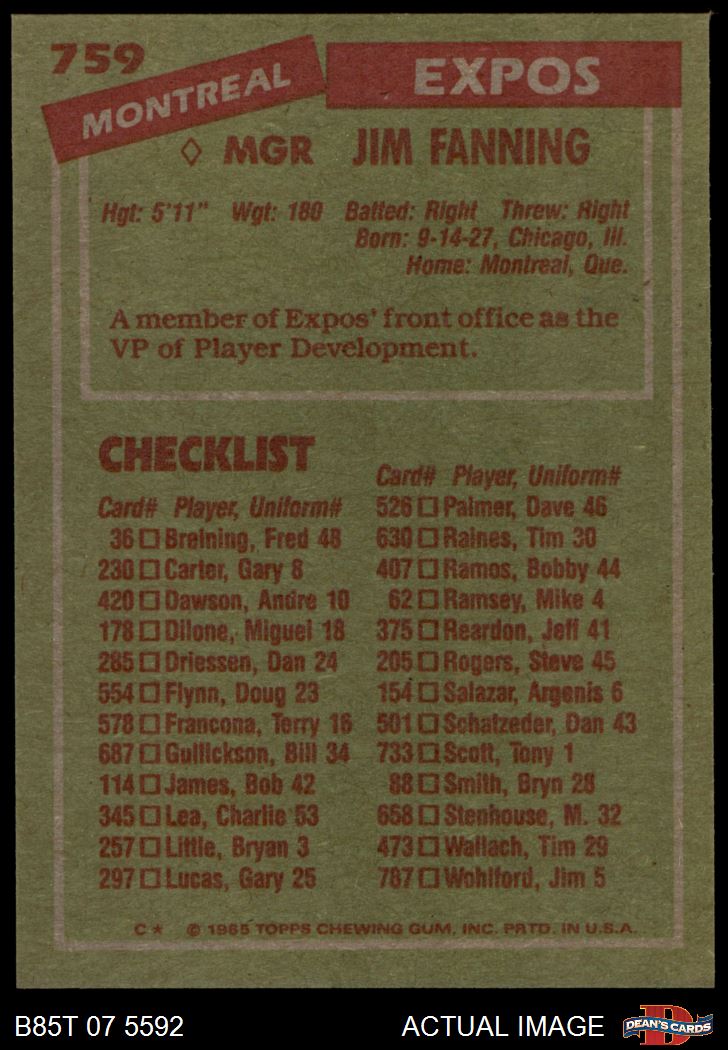 759
MONTREAL
EXPOS
◇ MGR JIM FANNING
Hgt: 5'11" Wgt: 180 Batted: Right Threw: Right
Born: 9-14-27, Chicago, Ill.
Home: Montreal, Que.
A member of Expos' front office as the
VP of Player Development.
CHECKLIST
Card# Player, Uniform#
36 □ Breining, Fred 48
230 □ Carter, Gary 8
420 □ Dawson, Andre 10
178 □ Dilone, Miguel 18
285 □ Driessen, Dan 24
554 □ Flynn, Doug 23
578 □ Francona, Terry 16
687 □ Gullickson, Bill 34
114 □ James, Bob 42
345 □ Lea, Charlie 53
257 □ Little, Bryan 3
297 □ Lucas, Gary 25
Card# Player, Uniform#
526 □ Palmer, Dave 46
630 □ Raines, Tim 30
407 □ Ramos, Bobby 44
62 □ Ramsey, Mike 4
375 □ Reardon, Jeff 41
205 □ Rogers, Steve 45
154 □ Salazar, Argenis 6
501 □ Schatzeder, Dan 43
733 □ Scott, Tony 1
88 □ Smith, Bryn 28
658 □ Stenhouse, M. 32
473 □ Wallach, Tim 29
787 □ Wohlford, Jim 5
C* © 1985 TOPPS CHEWING GUM, INC. PRTD. IN U.S.A.
B85T 07 5592
ACTUAL IMAGE
D
DEAN'S CARDS